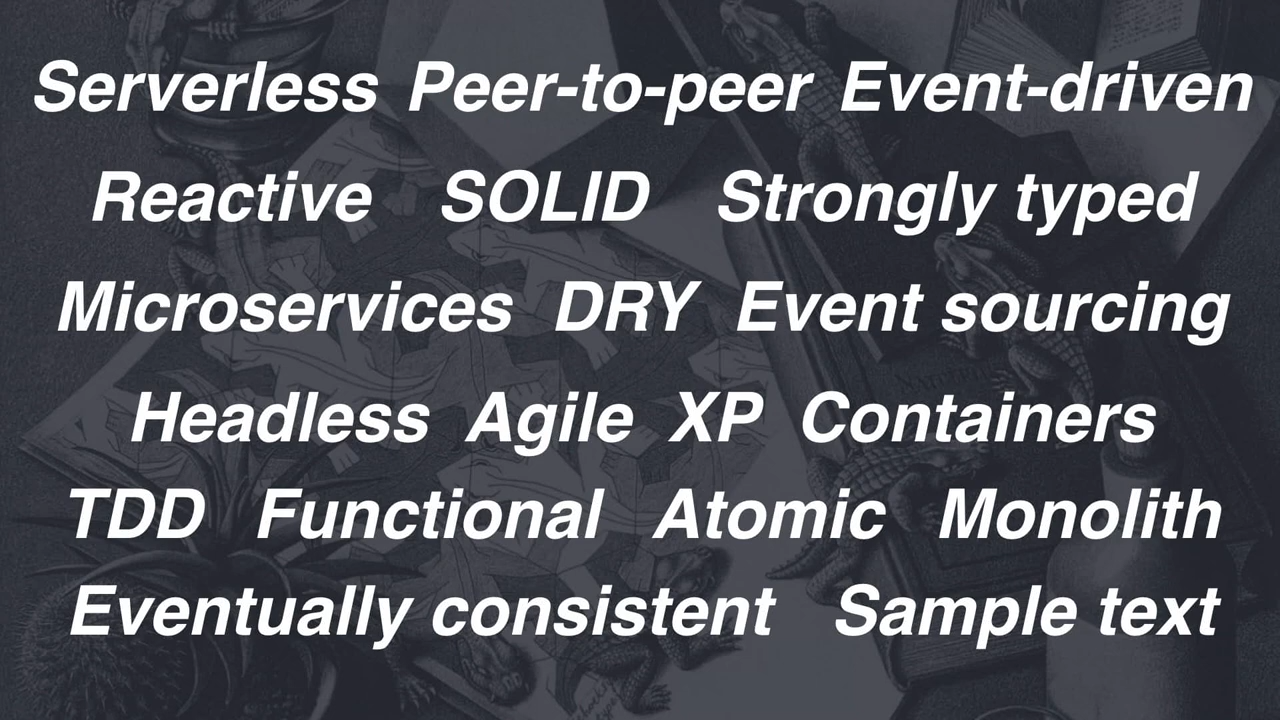 Serverless Peer-to-peer Event-driven
Reactive SOLID Strongly typed
Microservices DRY Event sourcing
Headless Agile XP Containers
TDD Functional Atomic Monolith
Eventually consistent Sample text